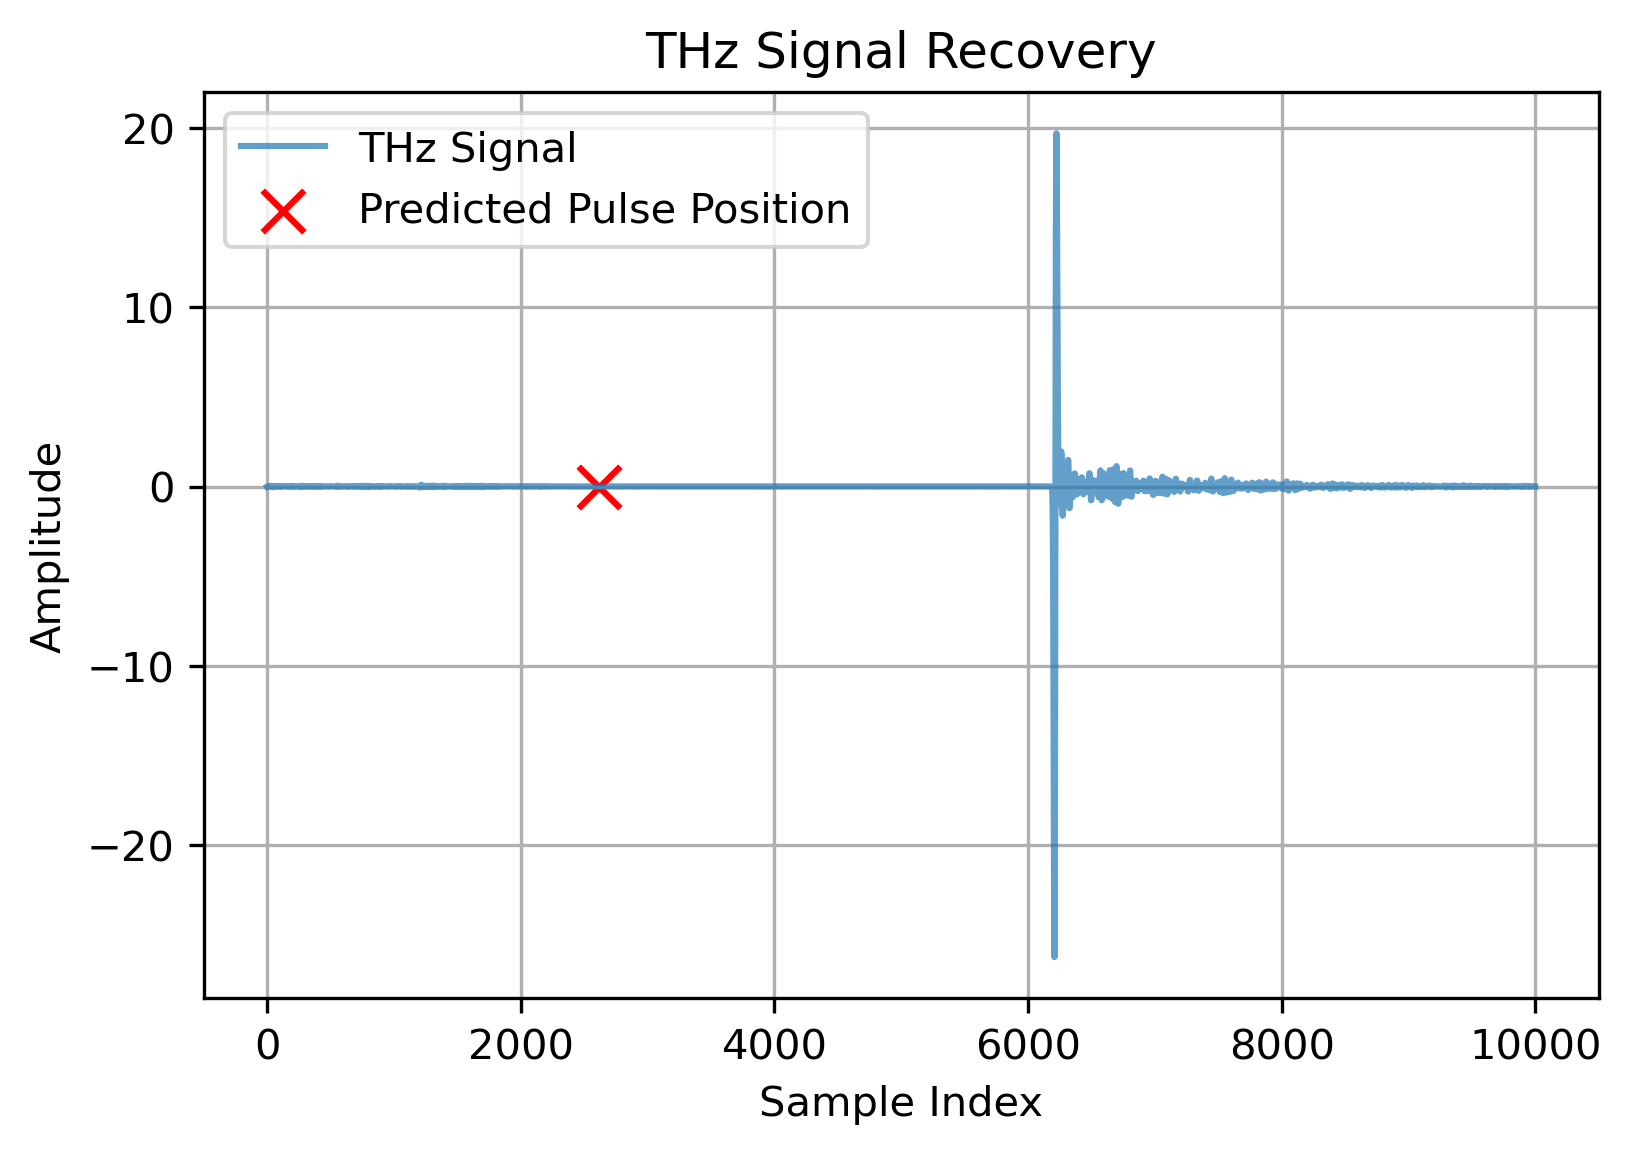 THz Signal Recovery
20
10
0
−10
−20
Amplitude
THz Signal
Predicted Pulse Position
0 2000 4000 6000 8000 10000
Sample Index